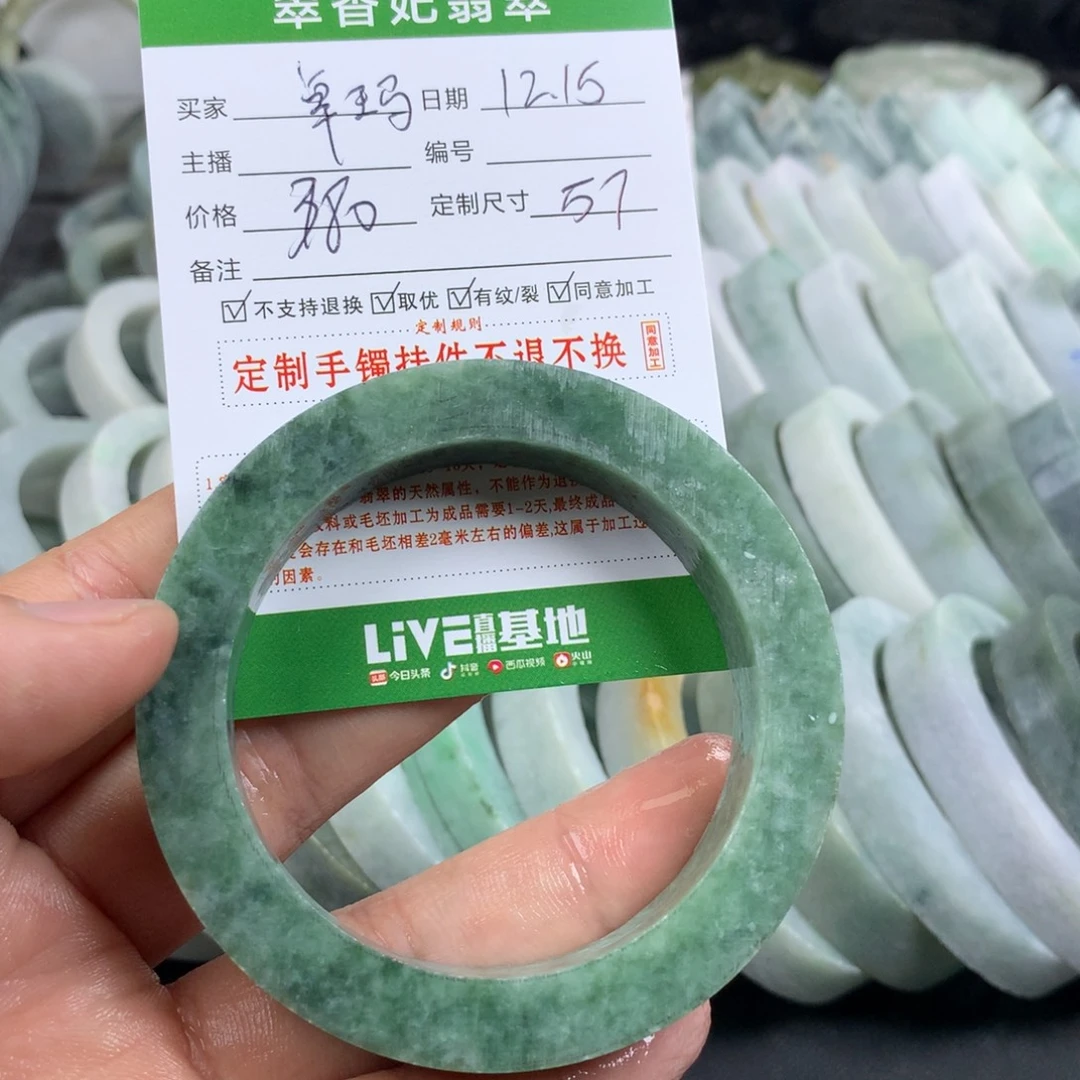 翠香妃翡翠
买家 单玉玛 日期 12.15
主播 编号
价格 380 定制尺寸 57
备注
☑不支持退换 ☑取优 ☑有纹/裂 ☑同意加工
定制规则
定制手镯挂件不退不换
同意加工
翡翠的天然属性，不能作为退
料或毛坯加工为成品需要1-2天,最终成品
会存在和毛坯相差2毫米左右的偏差,这属于加工
因素。
LiVE直播基地
头条 今日头条 抖音 西瓜视频 火山